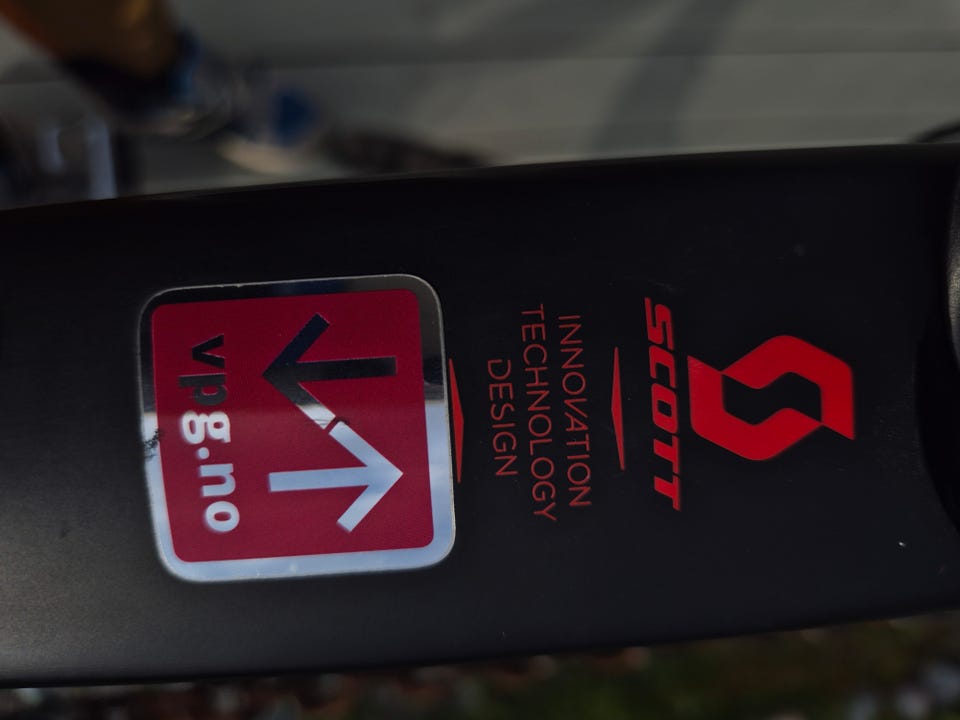 SCOTT
INNOVATION
TECHNOLOGY
DESIGN
vpg.no